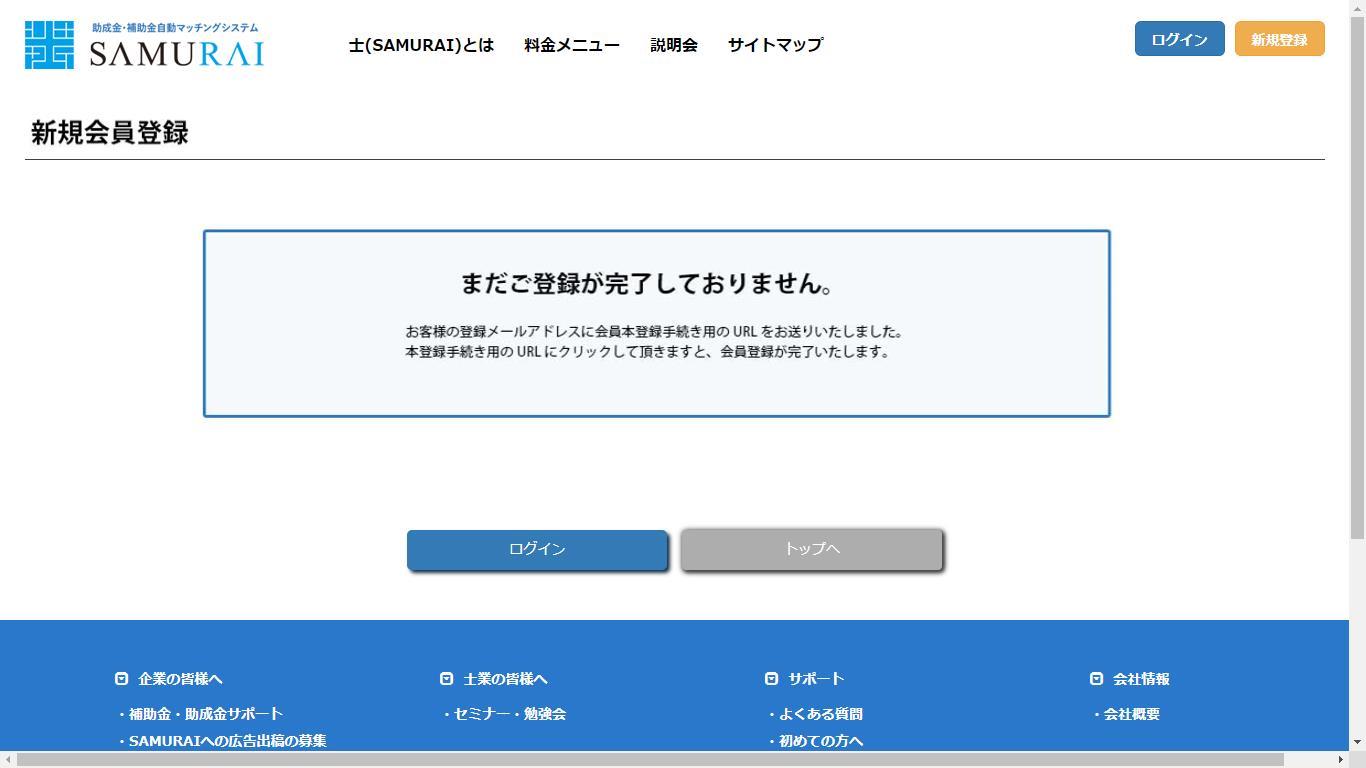 助成金・補助金自動マッチングシステム
SAMURAI
士(SAMURAI)とは 料金メニュー 説明会 サイトマップ
ログイン 新規登録
新規会員登録
まだご登録が完了しておりません。
お客様の登録メールアドレスに会員本登録手続き用の URL をお送りいたしました。
本登録手続き用の URL にクリックして頂きますと、会員登録が完了いたします。
ログイン トップへ
企業の皆様へ 士業の皆様へ サポート 会社情報
・補助金・助成金サポート ・セミナー・勉強会 ・よくある質問 ・会社概要
・SAMURAIへの広告出稿の募集 ・初めての方へ